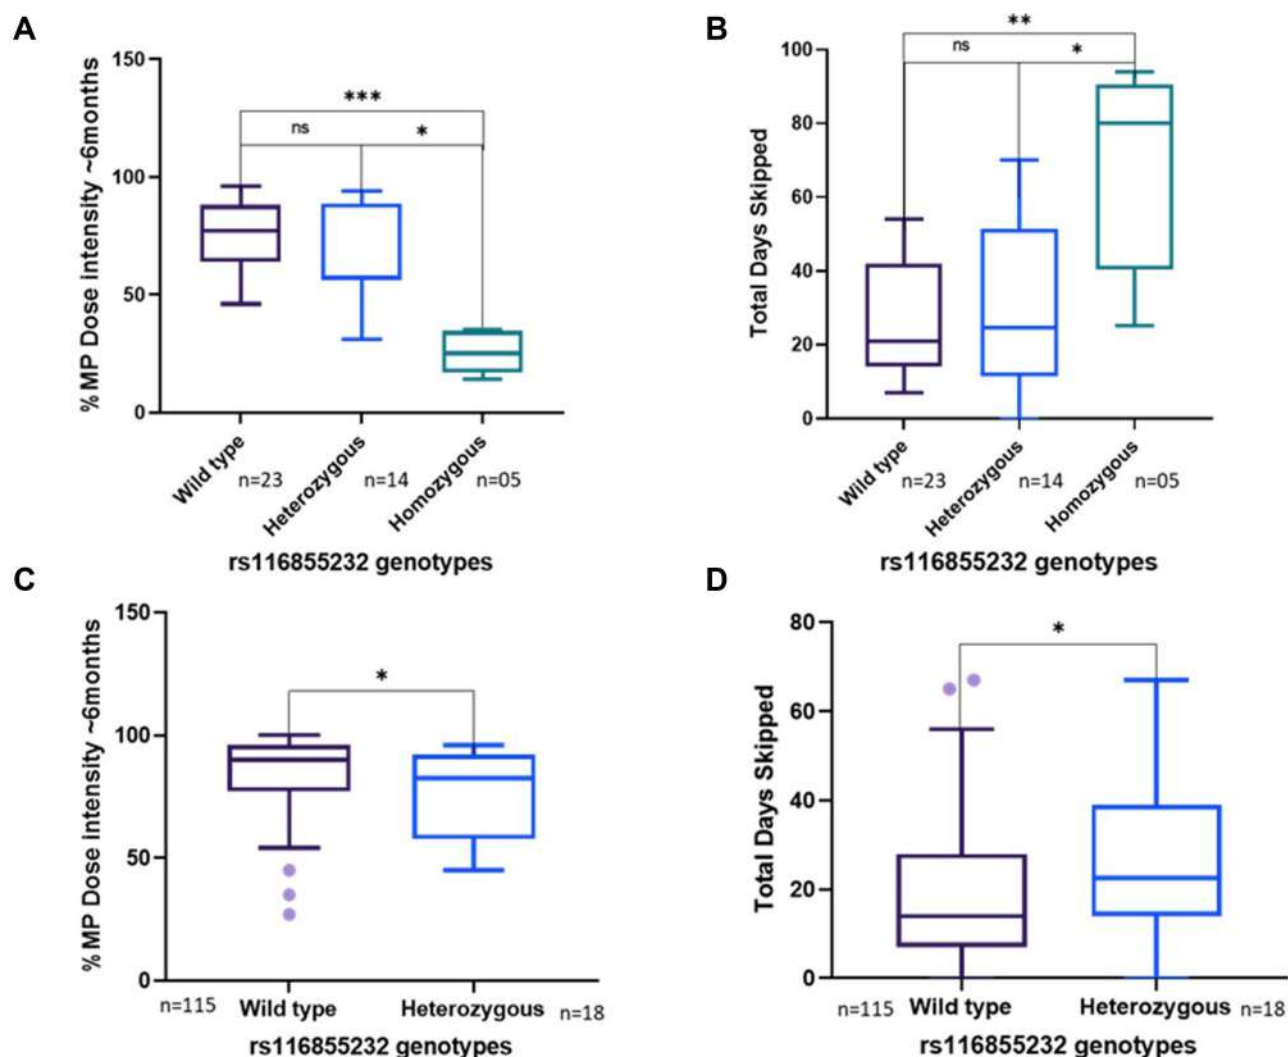 A
% MP Dose intensity ~6months
150
100
50
0
***
ns
*
Wild type
n=23
Heterozygous
n=14
Homozygous
n=05
rs116855232 genotypes
B
Total Days Skipped
100
80
60
40
20
0
**
ns
*
Wild type
n=23
Heterozygous
n=14
Homozygous
n=05
rs116855232 genotypes
C
% MP Dose intensity ~6months
150
100
50
0
*
n=115
Wild type
Heterozygous
n=18
rs116855232 genotypes
D
Total Days Skipped
80
60
40
20
0
*
n=115
Wild type
Heterozygous
n=18
rs116855232 genotypes